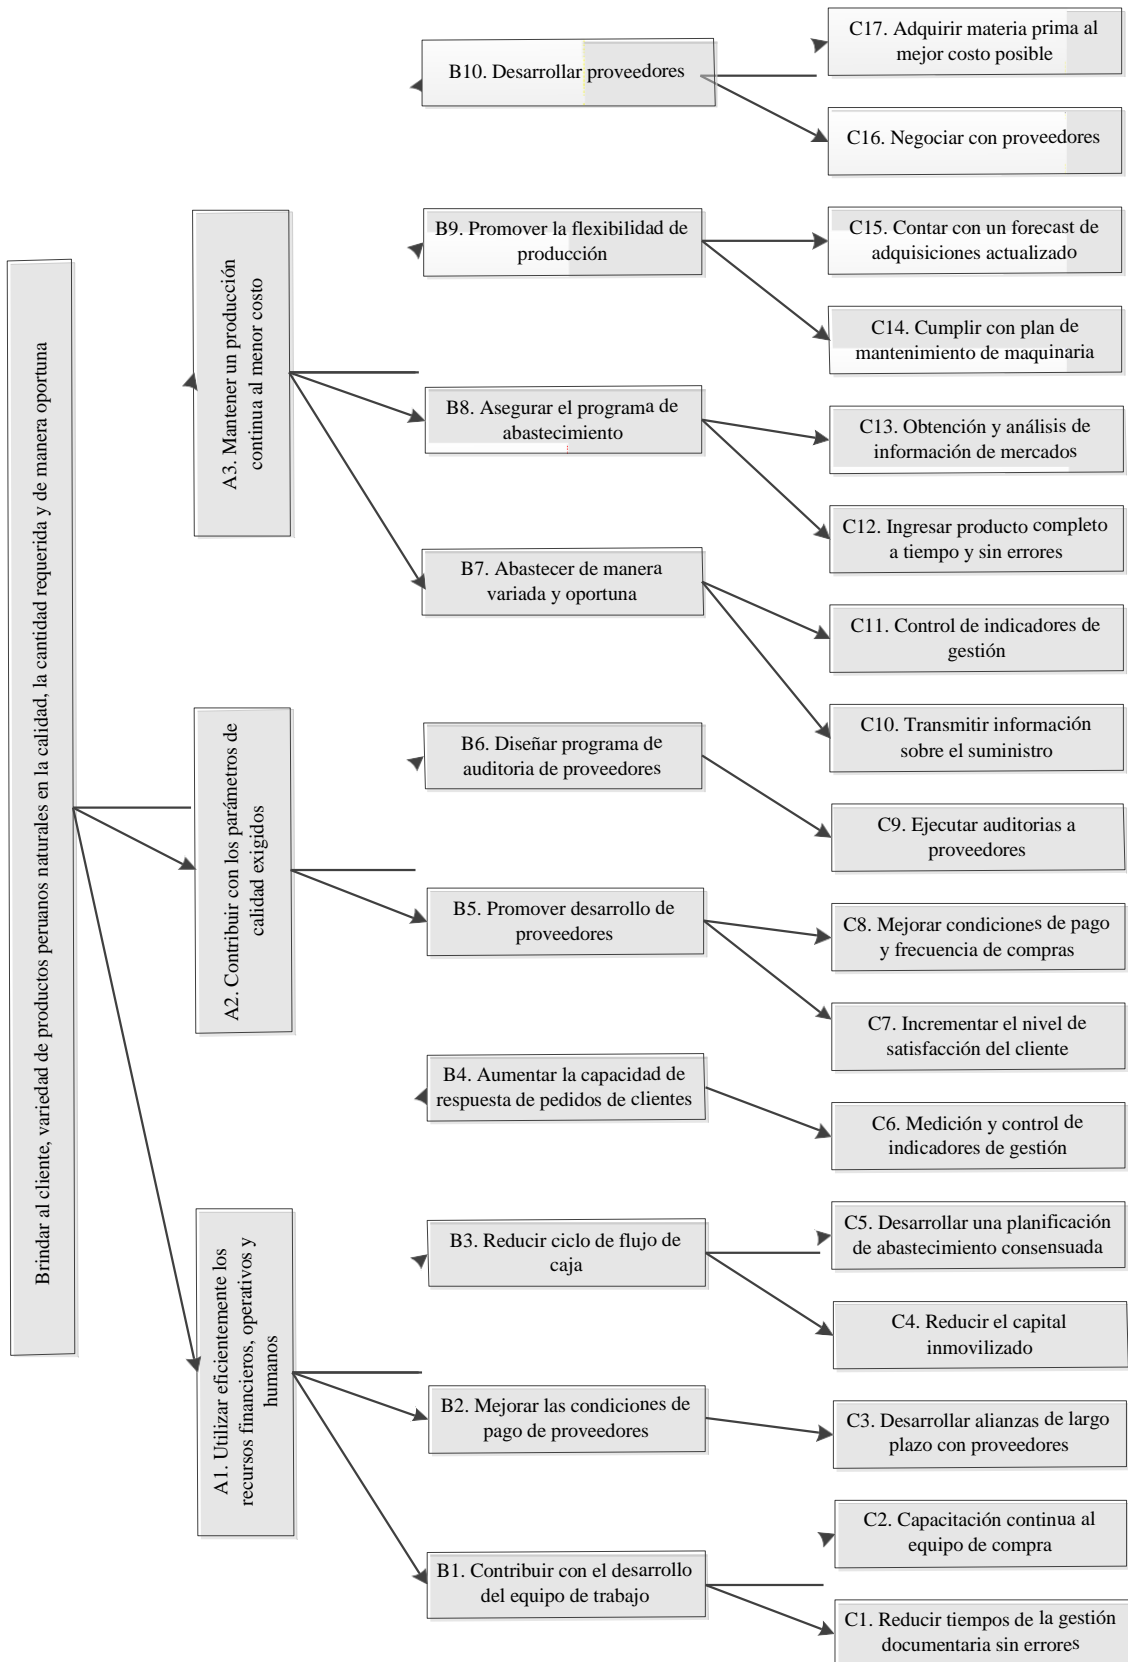 Brindar al cliente, variedad de productos peruanos naturales en la calidad, la cantidad requerida y de manera oportuna
A3. Mantener un producción
continua al menor costo
A2. Contribuir con los parámetros de
calidad exigidos
A1. Utilizar eficientemente los
recursos financieros, operativos y
humanos
B10. Desarrollar proveedores
B9. Promover la flexibilidad de
producción
B8. Asegurar el programa de
abastecimiento
B7. Abastecer de manera
variada y oportuna
B6. Diseñar programa de
auditoria de proveedores
B5. Promover desarrollo de
proveedores
B4. Aumentar la capacidad de
respuesta de pedidos de clientes
B3. Reducir ciclo de flujo de
caja
B2. Mejorar las condiciones de
pago de proveedores
B1. Contribuir con el desarrollo
del equipo de trabajo
C17. Adquirir materia prima al
mejor costo posible
C16. Negociar con proveedores
C15. Contar con un forecast de
adquisiciones actualizado
C14. Cumplir con plan de
mantenimiento de maquinaria
C13. Obtención y análisis de
información de mercados
C12. Ingresar producto completo
a tiempo y sin errores
C11. Control de indicadores de
gestión
C10. Transmitir información
sobre el suministro
C9. Ejecutar auditorias a
proveedores
C8. Mejorar condiciones de pago
y frecuencia de compras
C7. Incrementar el nivel de
satisfacción del cliente
C6. Medición y control de
indicadores de gestión
C5. Desarrollar una planificación
de abastecimiento consensuada
C4. Reducir el capital
inmovilizado
C3. Desarrollar alianzas de largo
plazo con proveedores
C2. Capacitación continua al
equipo de compra
C1. Reducir tiempos de la gestión
documentaria sin errores